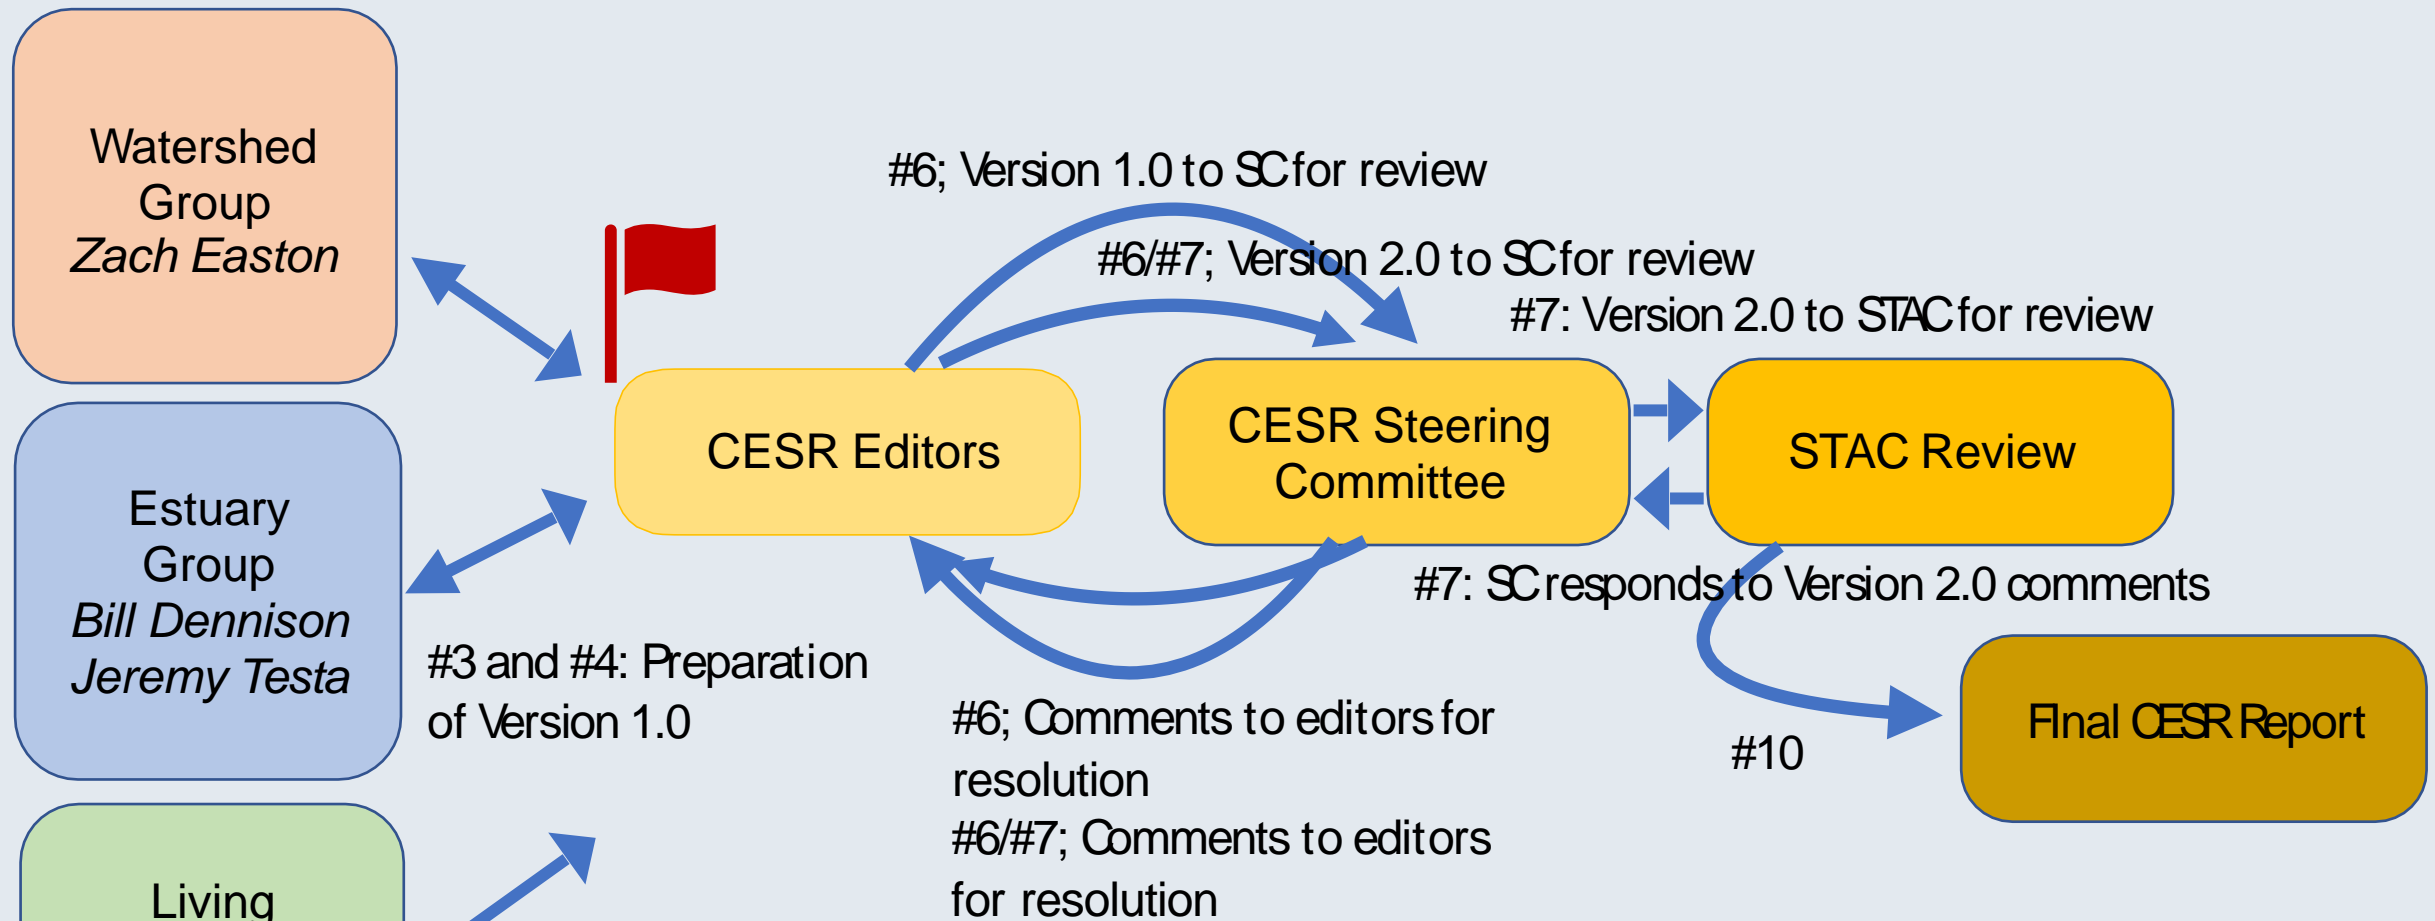 Watershed
Group
Zach Easton
Estuary
Group
Bill Dennison
Jeremy Testa
Living
#3 and #4: Preparation
of Version 1.0
CESR Editors
#6; Version 1.0 to SC for review
#6/#7; Version 2.0 to SC for review
#7: Version 2.0 to STAC for review
CESR Steering
Committee
STAC Review
#7: SC responds to Version 2.0 comments
#6; Comments to editors for
resolution
#6/#7; Comments to editors
for resolution
#10
FInal CESR Report